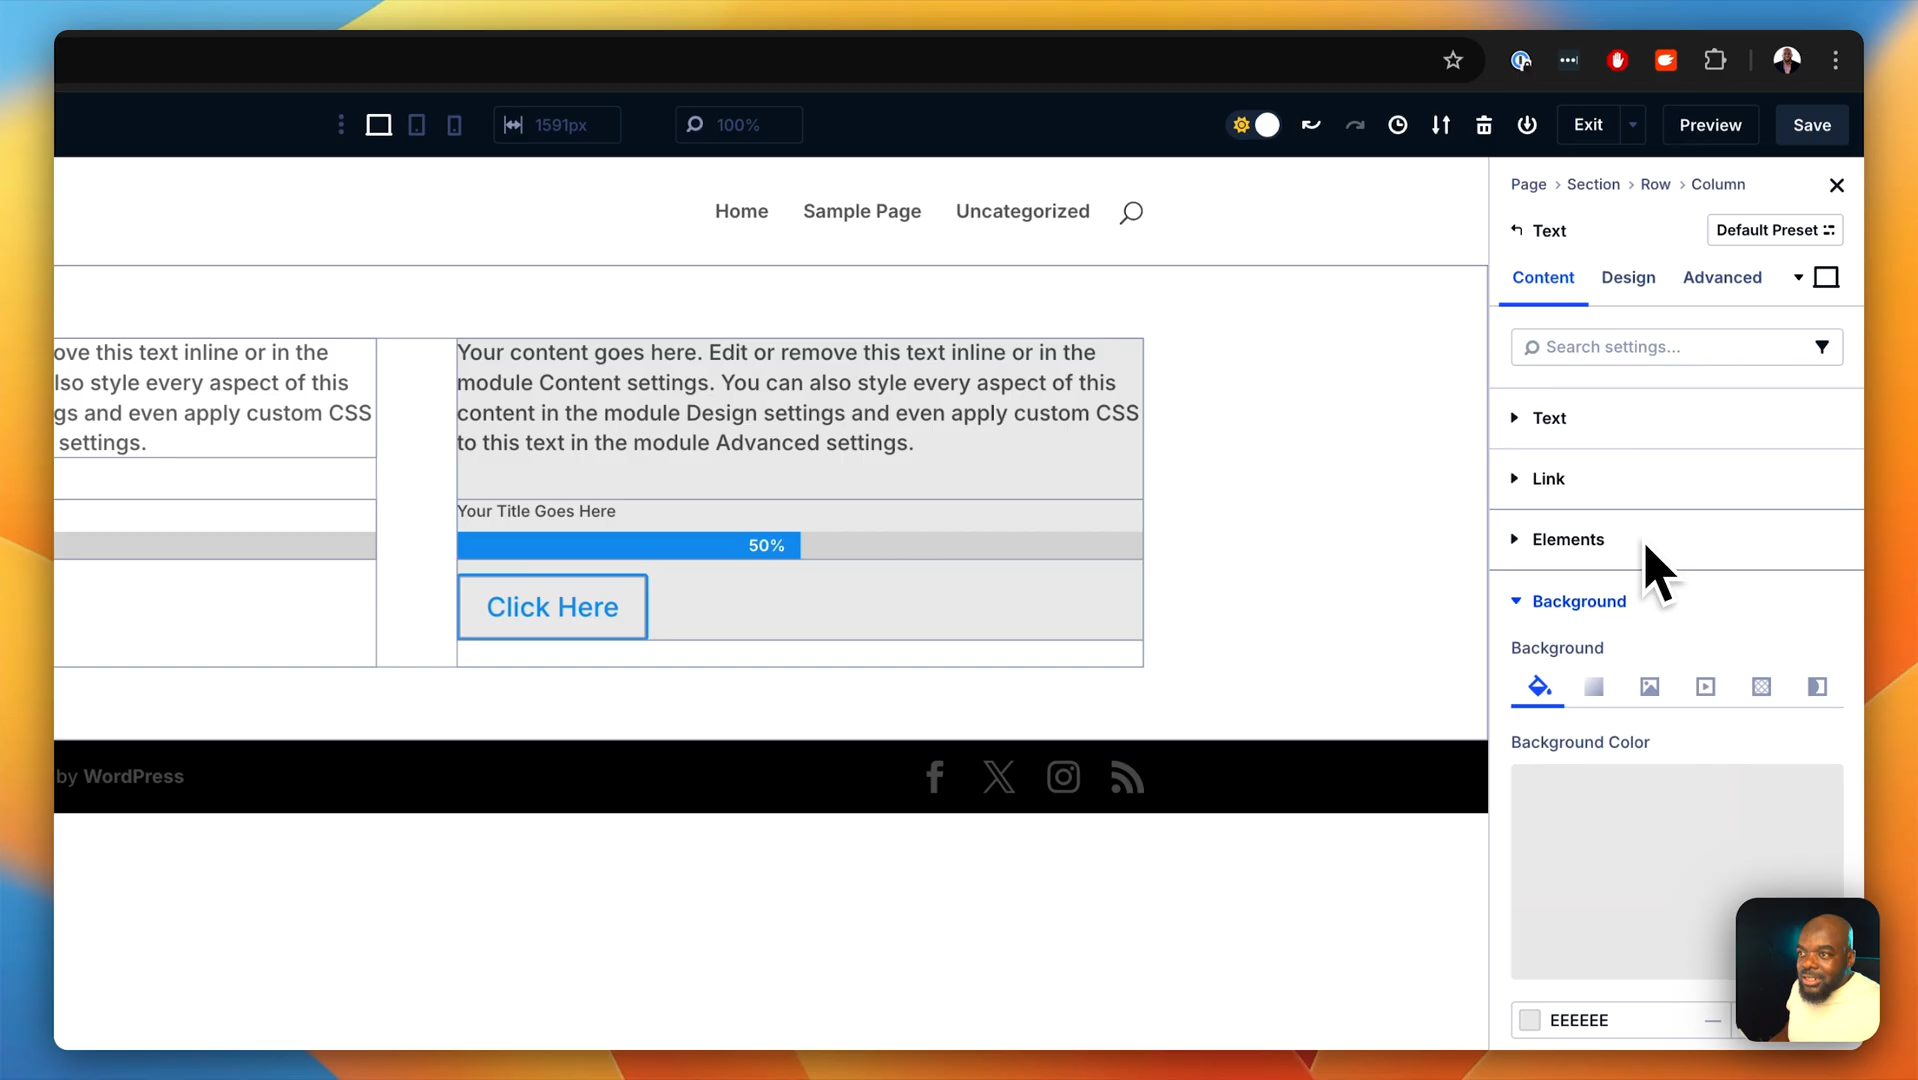 1591px
100%
Exit
Preview
Save
Page > Section > Row > Column
Text
Default Preset
Content
Design
Advanced
Search settings...
Text
Link
Elements
Background
Background
Background Color
EEEEEE
Home
Sample Page
Uncategorized
ove this text inline or in the
lso style every aspect of this
gs and even apply custom CSS
settings.
Your content goes here. Edit or remove this text inline or in the
module Content settings. You can also style every aspect of this
content in the module Design settings and even apply custom CSS
to this text in the module Advanced settings.
Your Title Goes Here
50%
Click Here
by WordPress